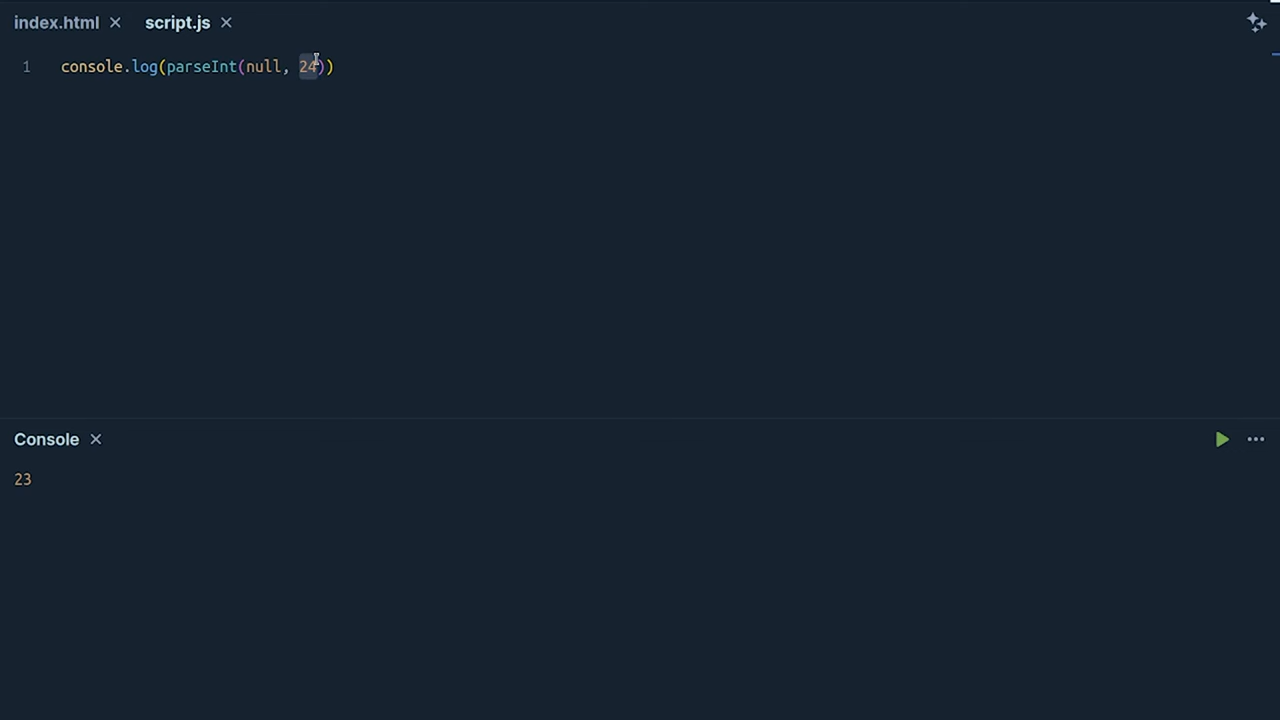 index.html
script.js
1 console.log(parseInt(null, 24))
Console
23